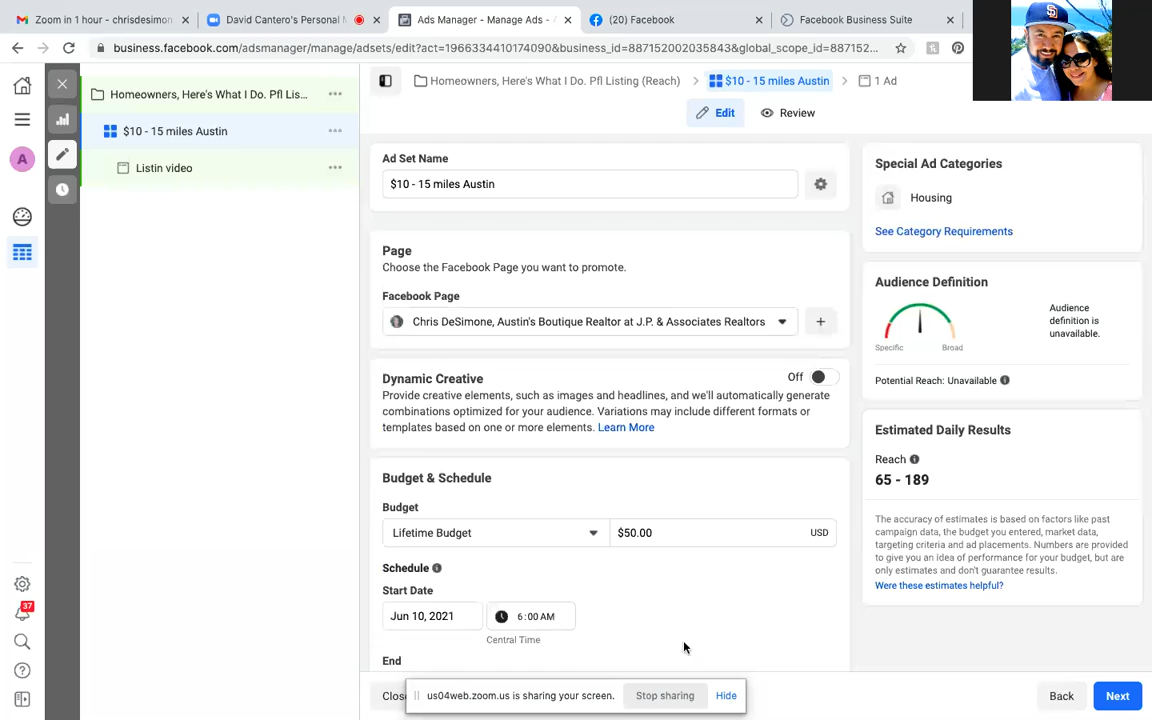 Zoom in 1 hour - chrisdesimon
David Cantero's Personal M
Ads Manager - Manage Ads - A
(20) Facebook
Facebook Business Suite
business.facebook.com/adsmanager/manage/adsets/edit?act=1966334410174090&business_id=887152002035843&global_scope_id=887152...
Homeowners, Here's What I Do. Pfl Lis...
$10 - 15 miles Austin
Listin video
A
37
Homeowners, Here's What I Do. Pfl Listing (Reach)
$10 - 15 miles Austin
1 Ad
Edit
Review
Ad Set Name
$10 - 15 miles Austin
Page
Choose the Facebook Page you want to promote.
Facebook Page
Chris DeSimone, Austin's Boutique Realtor at J.P. & Associates Realtors
Dynamic Creative
Off
Provide creative elements, such as images and headlines, and we'll automatically generate
combinations optimized for your audience. Variations may include different formats or
templates based on one or more elements. Learn More
Budget & Schedule
Budget
Lifetime Budget
$50.00
USD
Schedule
Start Date
Jun 10, 2021
6:00AM
Central Time
End
Special Ad Categories
Housing
See Category Requirements
Audience Definition
Audience
definition is
unavailable.
Specific
Broad
Potential Reach: Unavailable
Estimated Daily Results
Reach
65 - 189
The accuracy of estimates is based on factors like past
campaign data, the budget you entered, market data,
targeting criteria and ad placements. Numbers are provided
to give you an idea of performance for your budget, but are
only estimates and don't guarantee results.
Were these estimates helpful?
Clos
us04web.zoom.us is sharing your screen.
Stop sharing
Hide
Back
Next